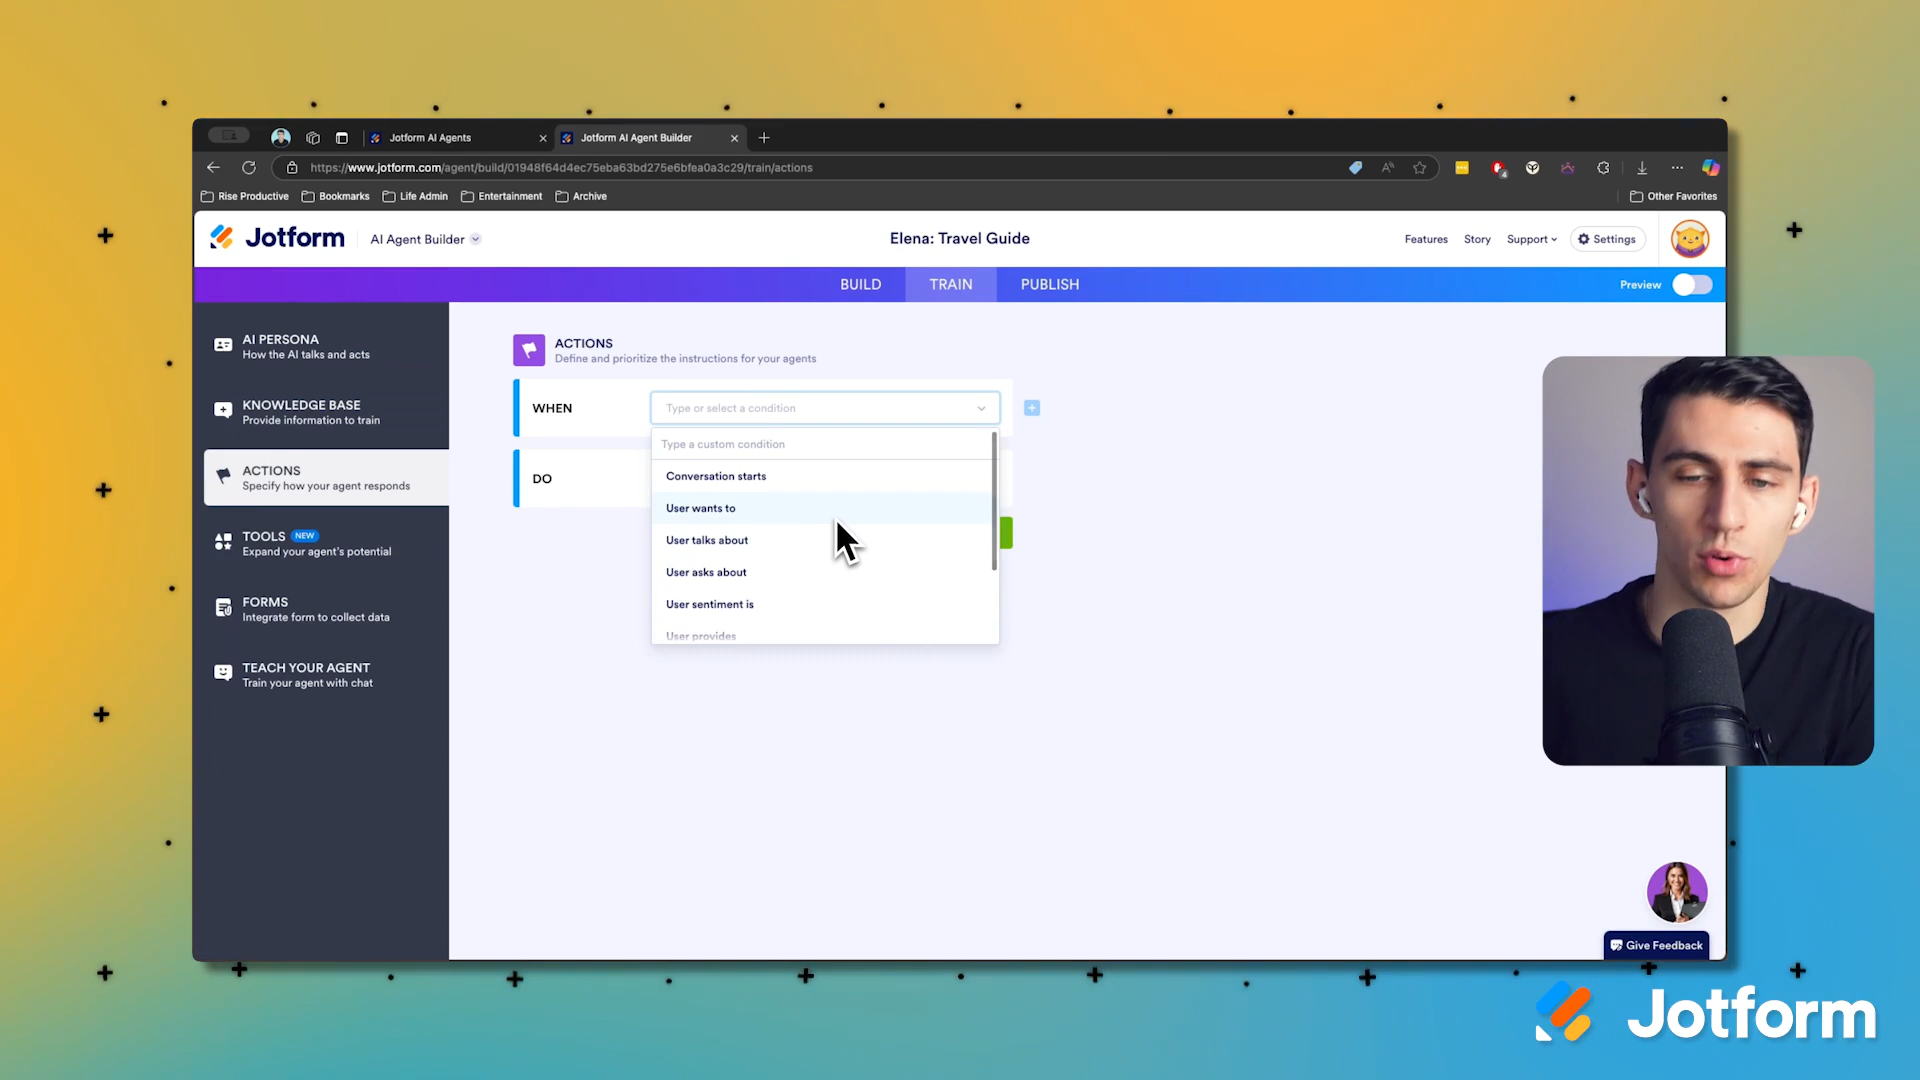 Jotform AI Agents
Jotform AI Agent Builder
https://www.jotform.com/agent/build/01948f64d4ec75eba63bd275e6bfea0a3c29/train/actions
4
Rise Productive
Bookmarks
Life Admin
Entertainment
Archive
Other Favorites
Jotform
AI Agent Builder
Elena: Travel Guide
Features
Story
Support
Settings
BUILD
TRAIN
PUBLISH
Preview
AI PERSONA
How the AI talks and acts
KNOWLEDGE BASE
Provide information to train
ACTIONS
Specify how your agent responds
TOOLS NEW
Expand your agent's potential
FORMS
Integrate form to collect data
TEACH YOUR AGENT
Train your agent with chat
ACTIONS
Define and prioritize the instructions for your agents
WHEN
Type or select a condition
Type a custom condition
Conversation starts
User wants to
User talks about
User asks about
User sentiment is
User provides
DO
Give Feedback
Jotform